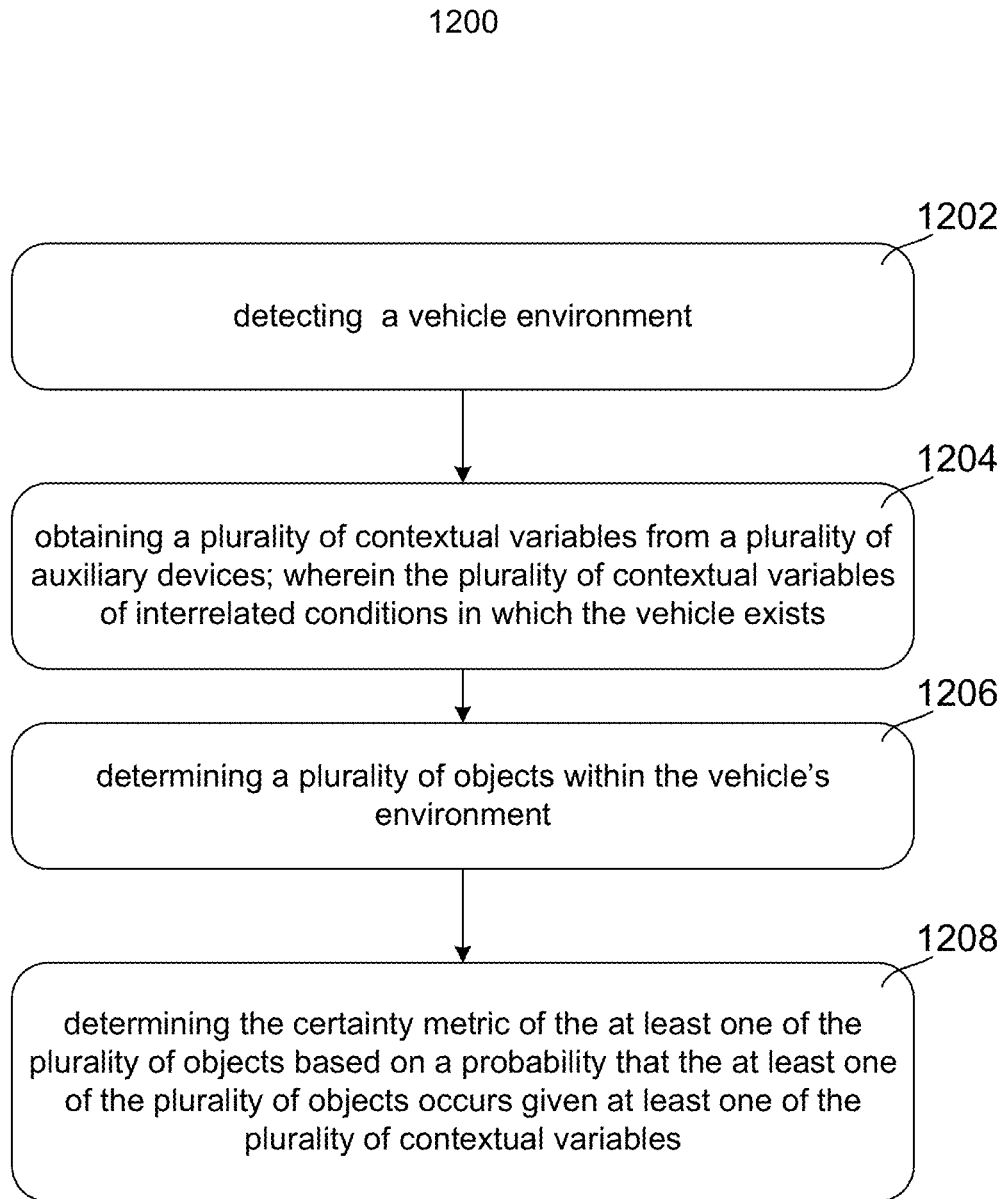 1200
1202
detecting a vehicle environment
1204
obtaining a plurality of contextual variables from a plurality of
auxiliary devices; wherein the plurality of contextual variables
of interrelated conditions in which the vehicle exists
1206
determining a plurality of objects within the vehicle's
environment
1208
determining the certainty metric of the at least one of the
plurality of objects based on a probability that the at least one
of the plurality of objects occurs given at least one of the
plurality of contextual variables